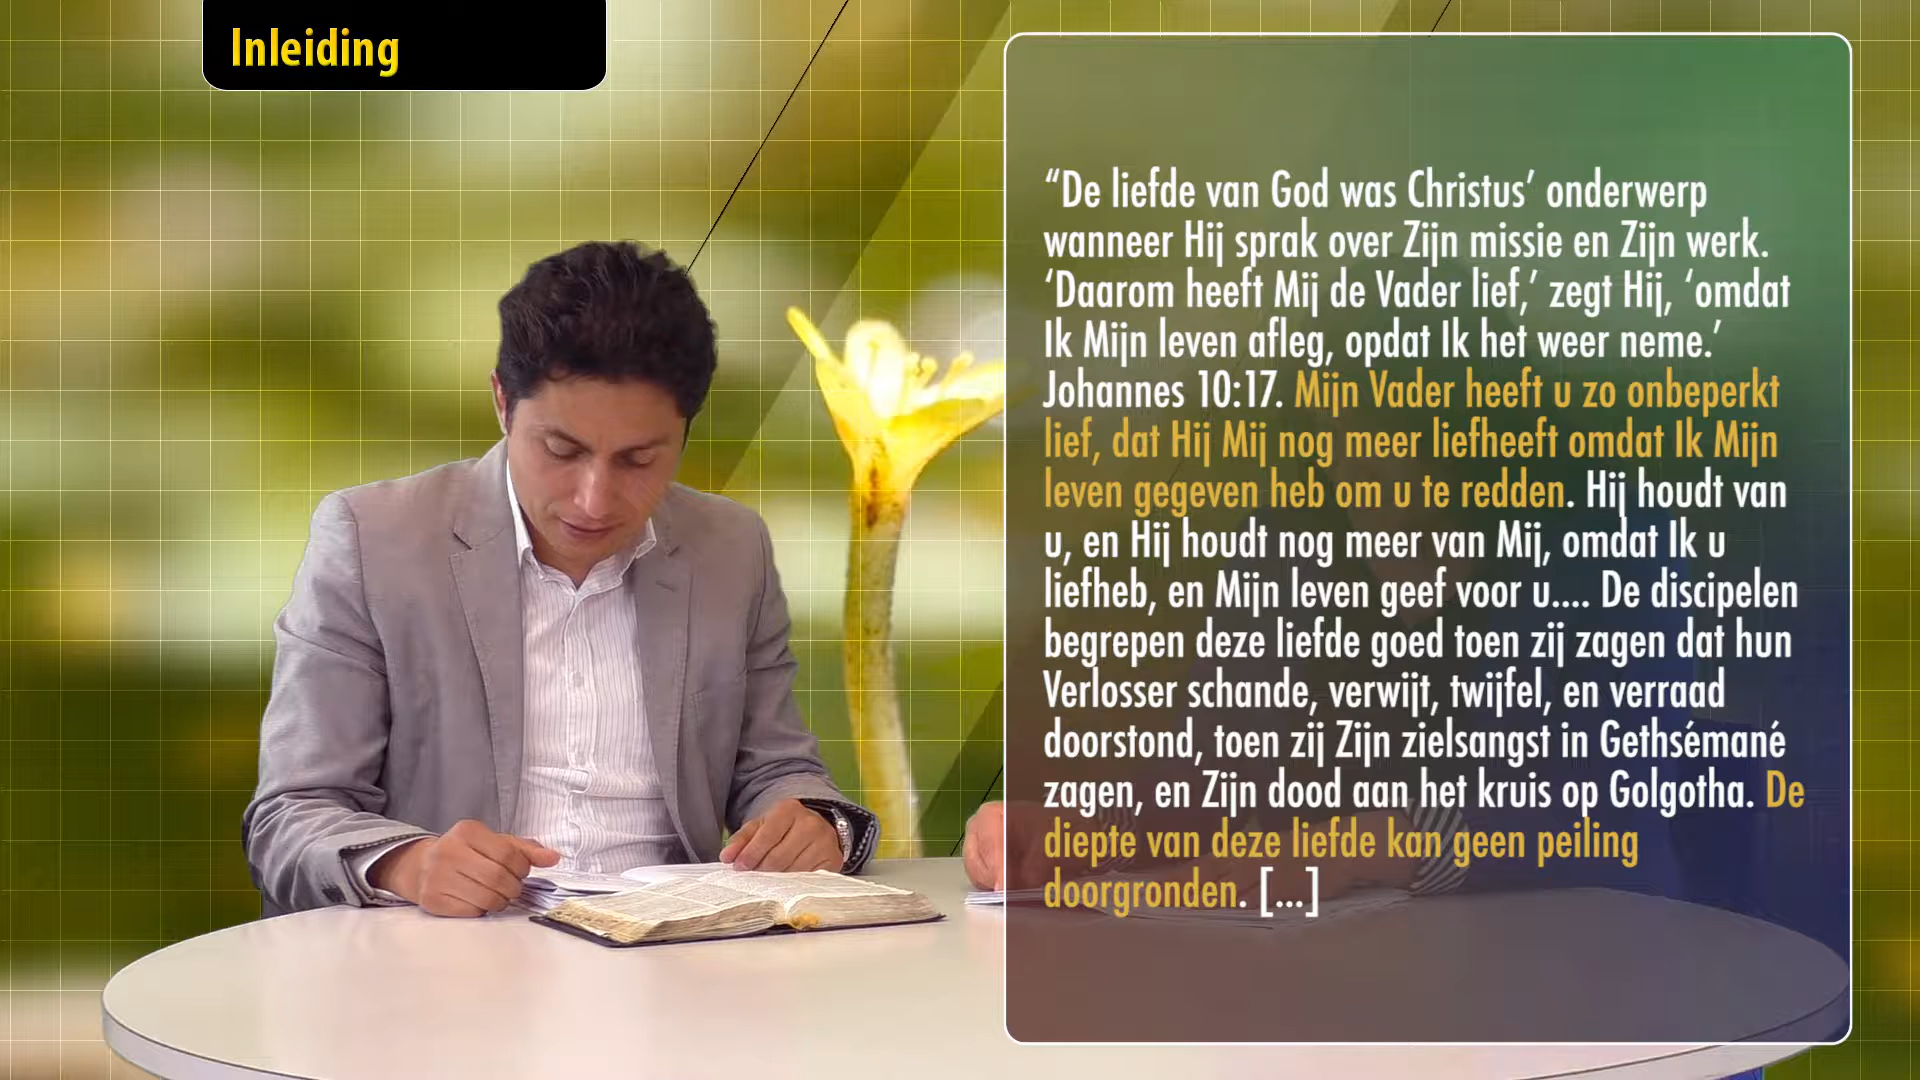 Inleiding
“De liefde van God was Christus’ onderwerp
wanneer Hij sprak over Zijn missie en Zijn werk.
‘Daarom heeft Mij de Vader lief,’ zegt Hij, ‘omdat
Ik Mijn leven afleg, opdat Ik het weer neme.’
Johannes 10:17. Mijn Vader heeft u zo onbeperkt
lief, dat Hij Mij nog meer liefheeft omdat Ik Mijn
leven gegeven heb om u te redden. Hij houdt van
u, en Hij houdt nog meer van Mij, omdat Ik u
liefheb, en Mijn leven geef voor u.... De discipelen
begrepen deze liefde goed toen zij zagen dat hun
Verlosser schande, verwijt, twijfel, en verraad
doorstond, toen zij Zijn zielsangst in Gethsémané
zagen, en Zijn dood aan het kruis op Golgotha. De
diepte van deze liefde kan geen peiling
doorgronden. [...]